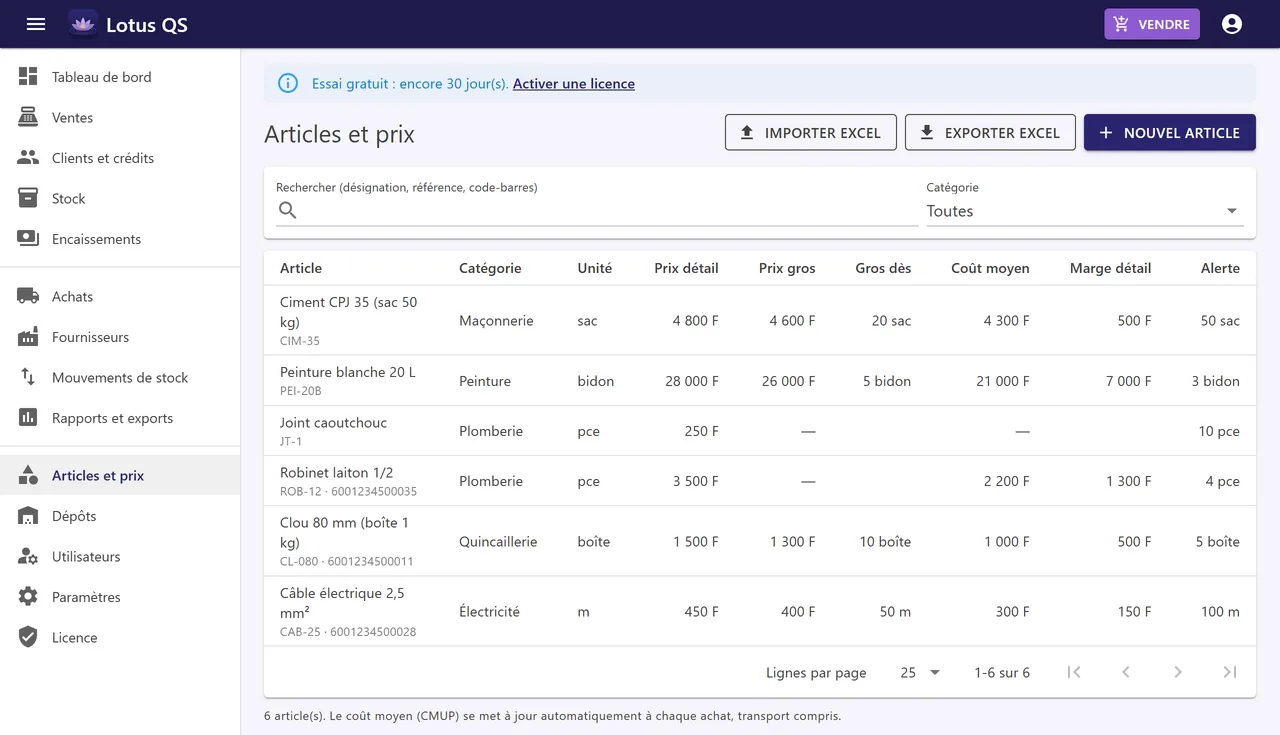 Lotus QS
VENDRE
Tableau de bord
Ventes
Clients et crédits
Stock
Encaissements
Achats
Fournisseurs
Mouvements de stock
Rapports et exports
Articles et prix
Dépôts
Utilisateurs
Paramètres
Licence
Essai gratuit : encore 30 jour(s). Activer une licence
Articles et prix
IMPORTER EXCEL
EXPORTER EXCEL
NOUVEL ARTICLE
Rechercher (désignation, référence, code-barres)
Catégorie
Toutes
Article Catégorie Unité Prix détail Prix gros Gros dès Coût moyen Marge détail Alerte
Ciment CPJ 35 (sac 50
kg)
CIM-35
Maçonnerie sac 4 800 F 4 600 F 20 sac 4 300 F 500 F 50 sac
Peinture blanche 20 L
PEI-20B
Peinture bidon 28 000 F 26 000 F 5 bidon 21 000 F 7 000 F 3 bidon
Joint caoutchouc
JT-1
Plomberie pce 250 F — — 10 pce
Robinet laiton 1/2
ROB-12 · 6001234500035
Plomberie pce 3 500 F — 2 200 F 1 300 F 4 pce
Clou 80 mm (boîte 1
kg)
CL-080 · 6001234500011
Quincaillerie boîte 1 500 F 1 300 F 10 boîte 1 000 F 500 F 5 boîte
Câble électrique 2,5
mm²
CAB-25 · 6001234500028
Électricité m 450 F 400 F 50 m 300 F 150 F 100 m
Lignes par page 25 1-6 sur 6
6 article(s). Le coût moyen (CMUP) se met à jour automatiquement à chaque achat, transport compris.